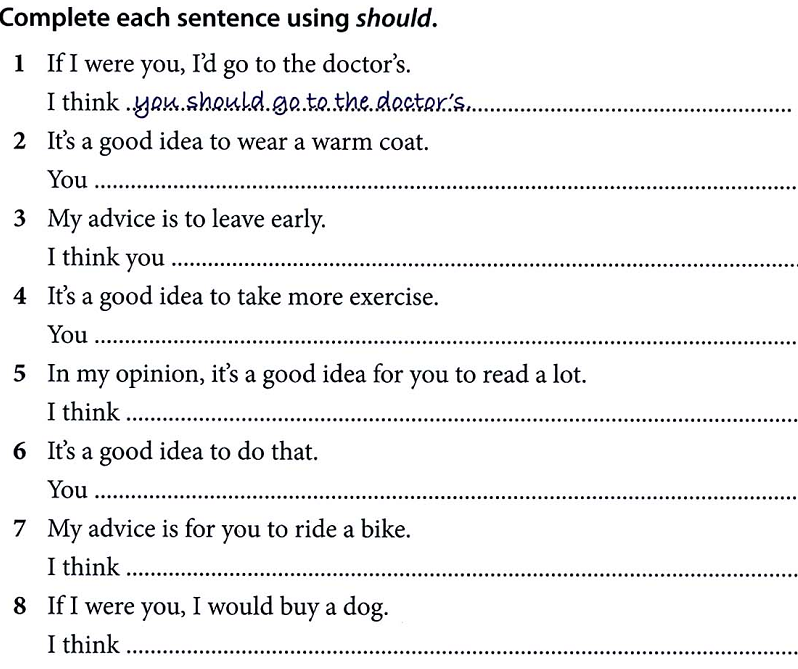 Complete each sentence using should.
1 If I were you, I'd go to the doctor's.
I think you should go to the doctor's.
2 It's a good idea to wear a warm coat.
You
3 My advice is to leave early.
I think you
4 It's a good idea to take more exercise.
You
5 In my opinion, it's a good idea for you to read a lot.
I think
6 It's a good idea to do that.
You
7 My advice is for you to ride a bike.
I think
8 If I were you, I would buy a dog.
I think